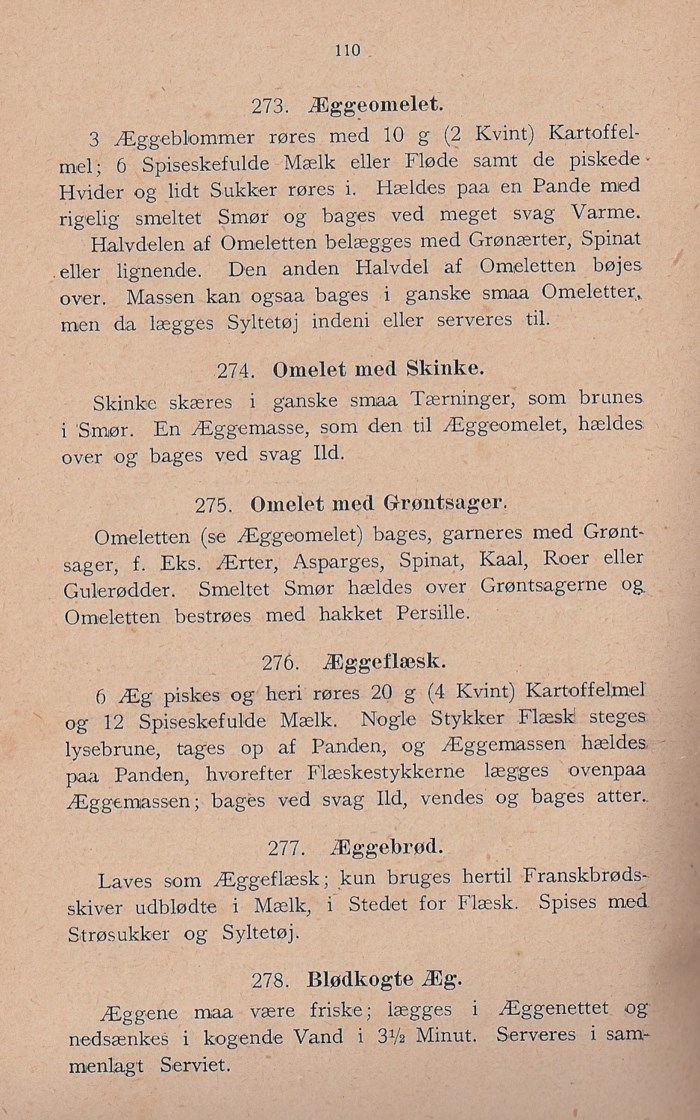 110
273. Æggeomelet.
3 Æggeblommer røres med 10 g (2 Kvint) Kartoffel-
mel; 6 Spiseskefulde Mælk eller Fløde samt de piskede
Hvider og lidt Sukker røres i. Hældes paa en Pande med
rigelig smeltet Smør og bages ved meget svag Varme.
Halvdelen af Omeletten belægges med Grønærter, Spinat
eller lignende. Den anden Halvdel af Omeletten bøjes
over. Massen kan ogsaa bages i ganske smaa Omeletter,
men da lægges Syltetøj indeni eller serveres til.
274. Omelet med Skinke.
Skinke skæres i ganske smaa Tærninger, som brunes
i Smør. En Æggemasse, som den til Æggeomelet, hældes
over og bages ved svag Ild.
275. Omelet med Grøntsager.
Omeletten (se Æggeomelet) bages, garneres med Grønt-
sager, f. Eks. Ærter, Asparges, Spinat, Kaal, Roer eller
Gulerødder. Smeltet Smør hældes over Grøntsagerne og
Omeletten bestrøes med hakket Persille.
276. Æggeflæsk.
6 Æg piskes og heri røres 20 g (4 Kvint) Kartoffelmel
og 12 Spiseskefulde Mælk. Nogle Stykker Flæsk steges
lysebrune, tages op af Panden, og Æggemassen hældes
paa Panden, hvorefter Flæskestykkerne lægges ovenpaa
Æggemassen; bages ved svag Ild, vendes og bages atter.
277. Æggebrød.
Laves som Æggeflæsk; kun bruges hertil Franskbrøds-
skiver udblødte i Mælk, i Stedet for Flæsk. Spises med
Strøsukker og Syltetøj.
278. Blødkogte Æg.
Æggene maa være friske; lægges i Æggenettet og
nedsænkes i kogende Vand i 3½ Minut. Serveres i sam-
menlagt Serviet.